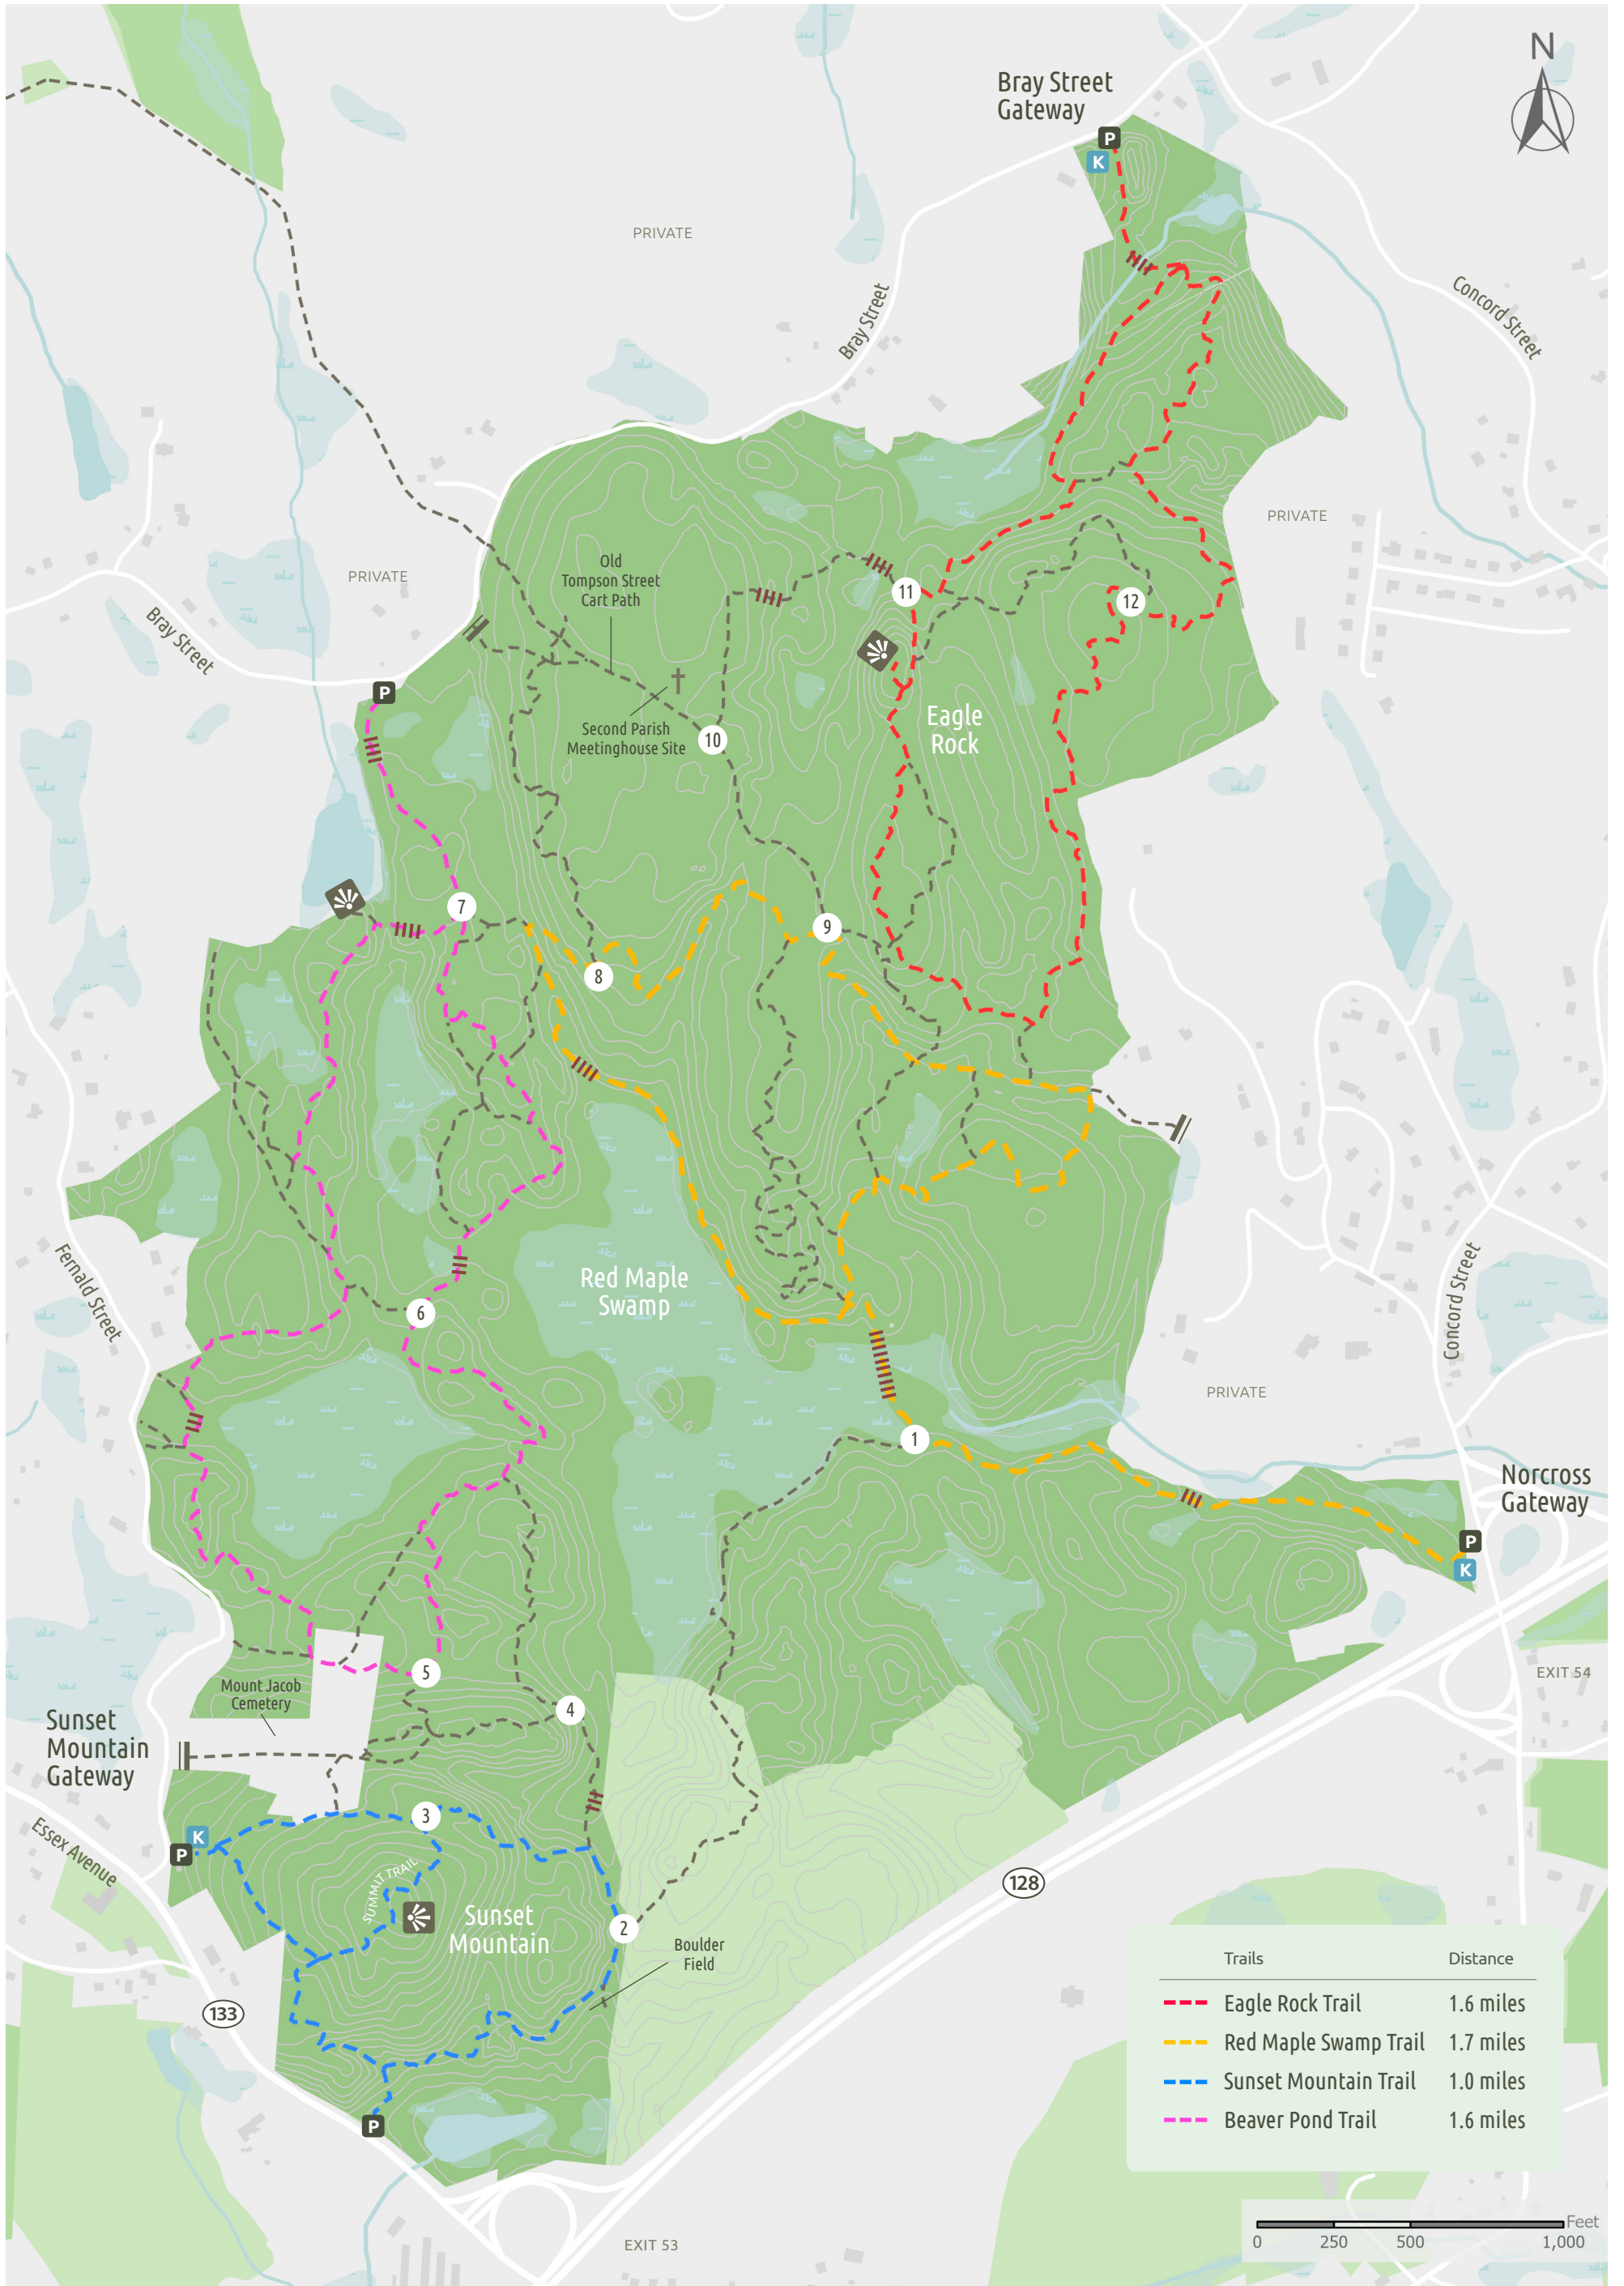 N
Bray Street
Gateway
P
K
PRIVATE
Bray Street
Concord Street
PRIVATE
PRIVATE
Old
Tompson Street
Cart Path
11
12
Bray Street
P
Second Parish
Meetinghouse Site
10
Eagle
Rock
7
9
8
Fernald Street
Red Maple
Swamp
6
Concord Street
PRIVATE
1
Norcross
Gateway
P
K
5
EXIT 54
Mount Jacob
Cemetery
4
Sunset
Mountain
Gateway
3
K
P
Essex Avenue
SUMMIT TRAIL
128
Sunset
Mountain
2
Boulder
Field
133
P
Trails Distance
Eagle Rock Trail 1.6 miles
Red Maple Swamp Trail 1.7 miles
Sunset Mountain Trail 1.0 miles
Beaver Pond Trail 1.6 miles
Feet
0 250 500 1,000
EXIT 53